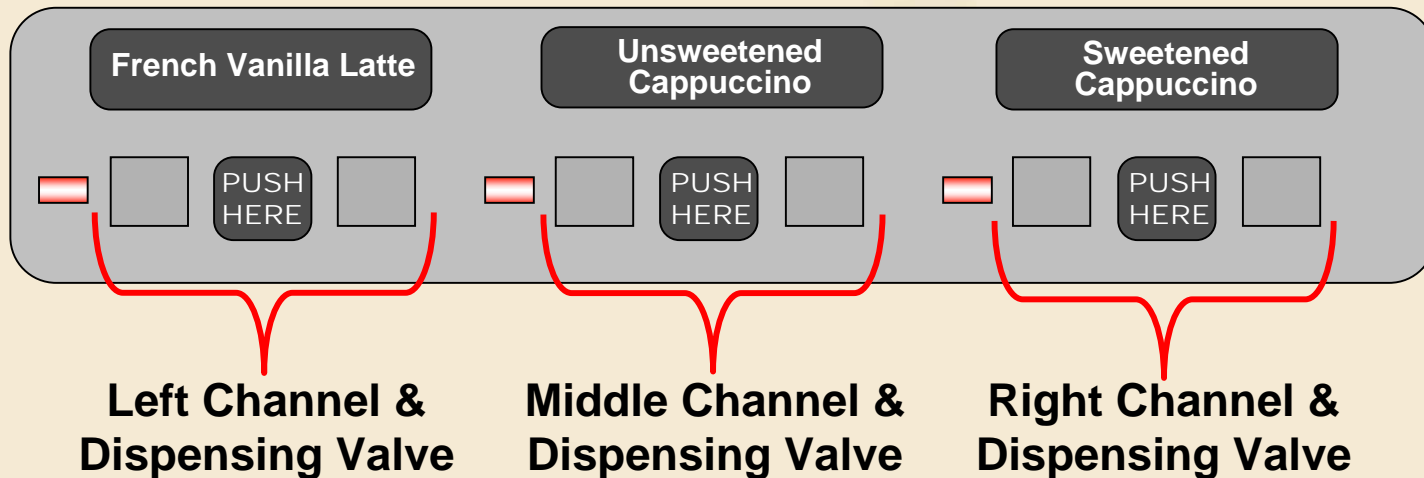 French Vanilla Latte
Unsweetened
Cappuccino
Sweetened
Cappuccino
PUSH
HERE
PUSH
HERE
PUSH
HERE
Left Channel &
Dispensing Valve
Middle Channel &
Dispensing Valve
Right Channel &
Dispensing Valve